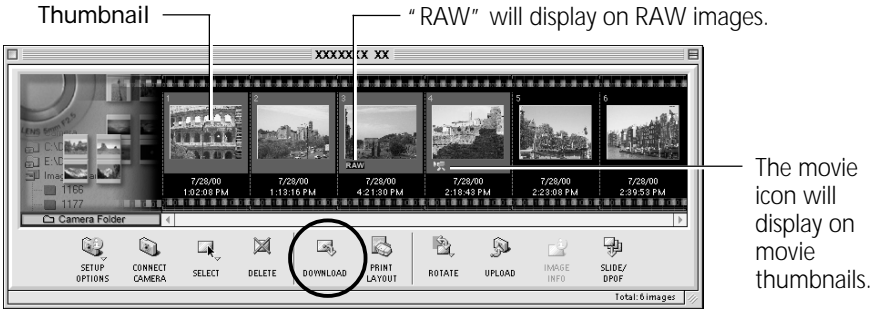 Thumbnail
“RAW” will display on RAW images.
XXXXXXX XX
1 2 3 4 5 6
LENS
C:\D
E:\D
Imag
1166
1177
RAW
7/28/00 7/28/00 7/28/00 7/28/00 7/28/00 7/28/00
1:02:08 PM 1:13:16 PM 4:21:30 PM 2:18:43 PM 2:23:08 PM 2:39:53 PM
Camera Folder
SETUP OPTIONS
CONNECT CAMERA
SELECT
DELETE
DOWNLOAD
PRINT LAYOUT
ROTATE
UPLOAD
IMAGE INFO
SLIDE/ DPOF
Total:6 images
The movie
icon will
display on
movie
thumbnails.